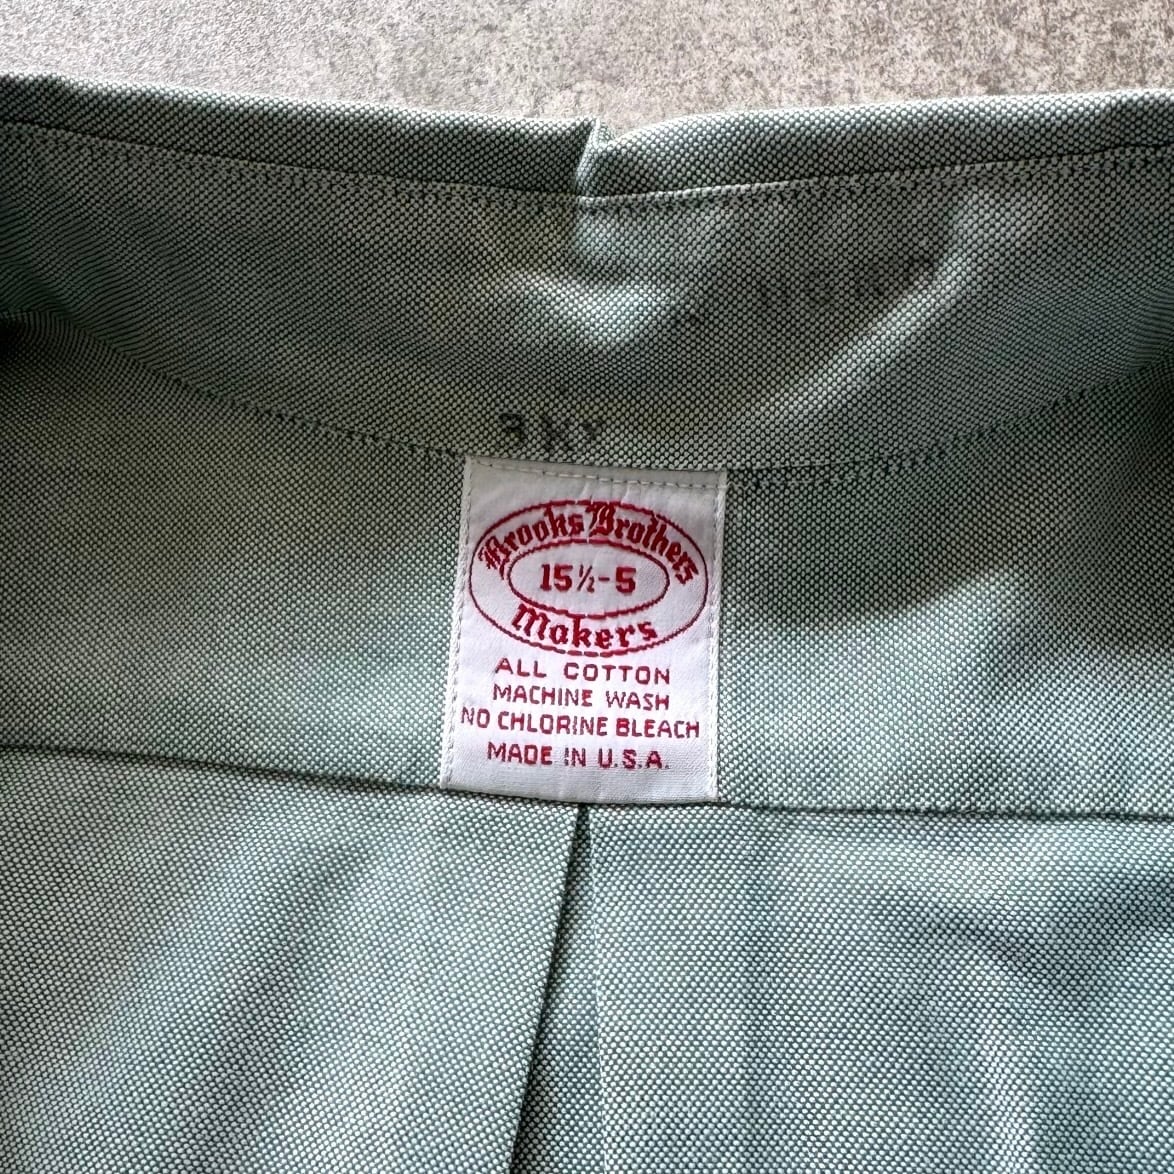 Brooks Brothers
15½-5
Makers
ALL COTTON
MACHINE WASH
NO CHLORINE BLEACH
MADE IN U.S.A.